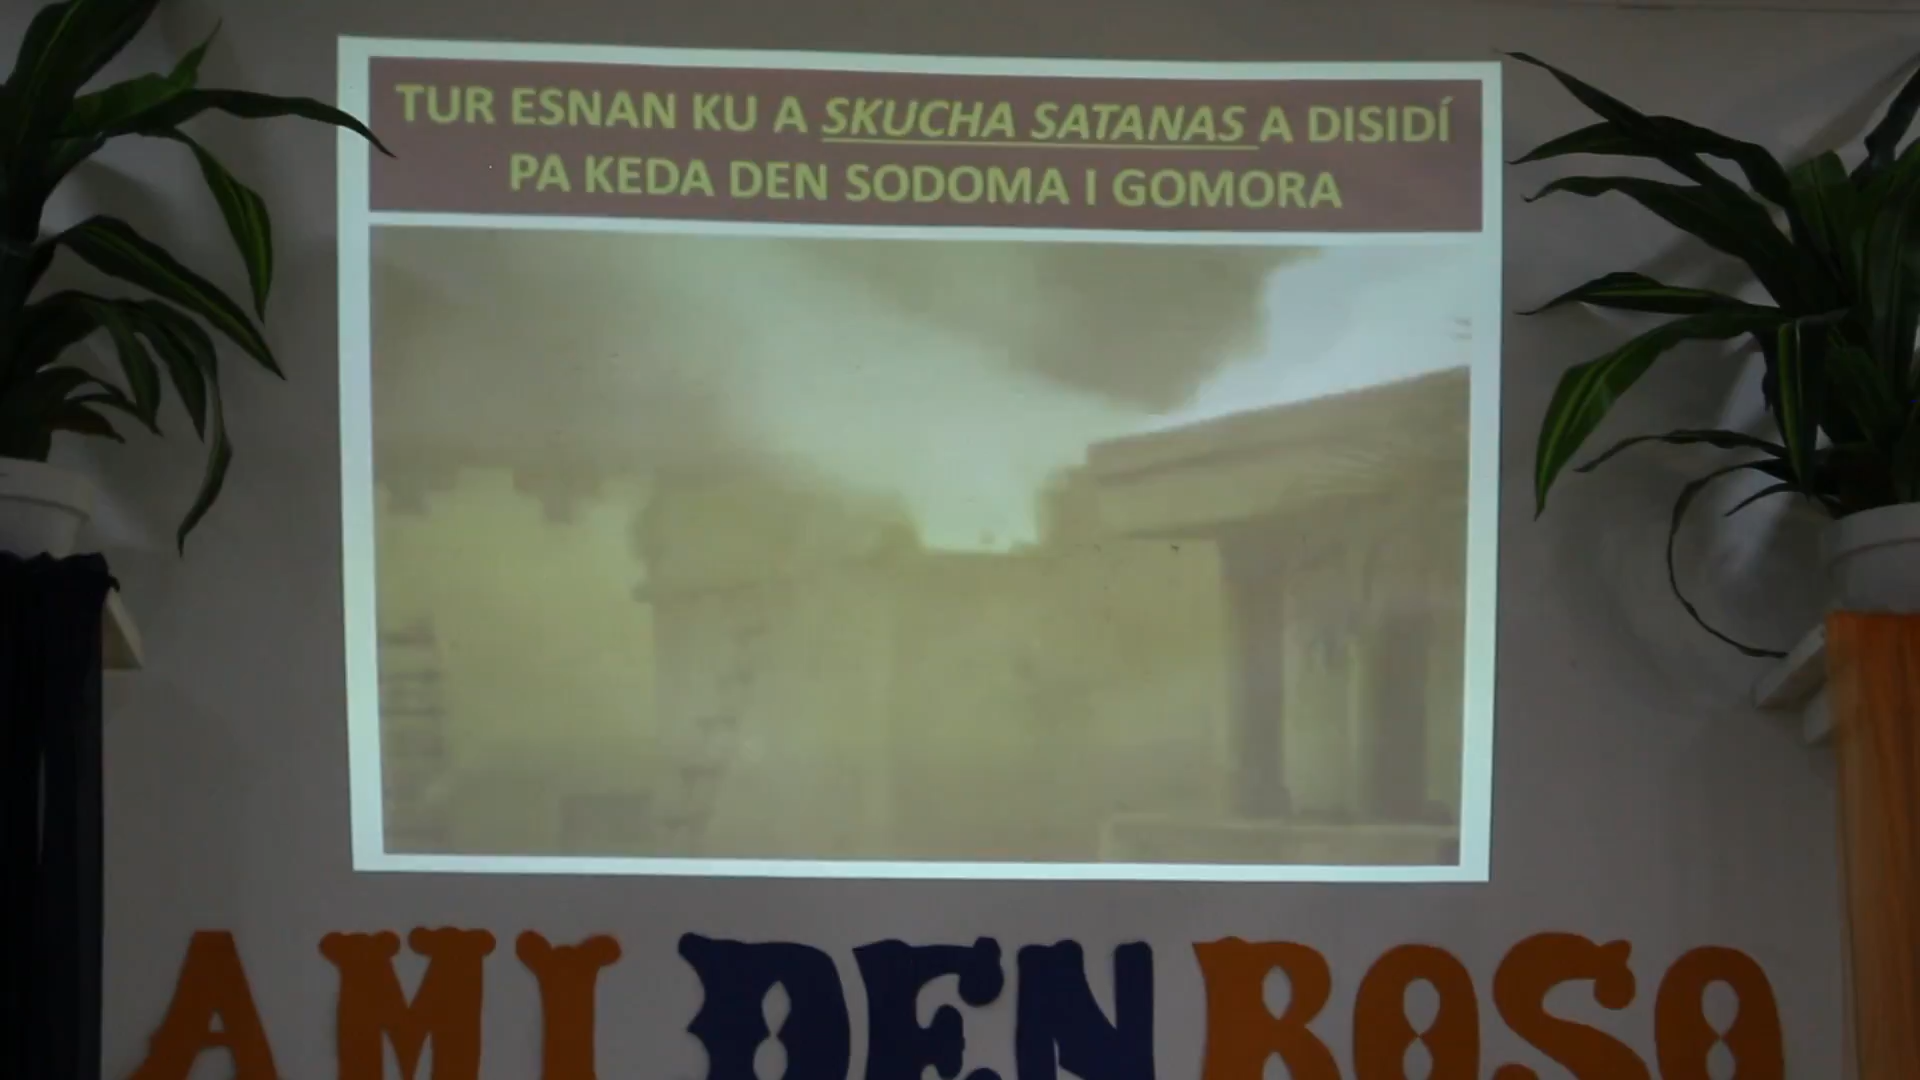 TUR ESNAN KU A SKUCHA SATANAS A DISIDÍ
PA KEDA DEN SODOMA I GOMORA
AMI DEN BOSO